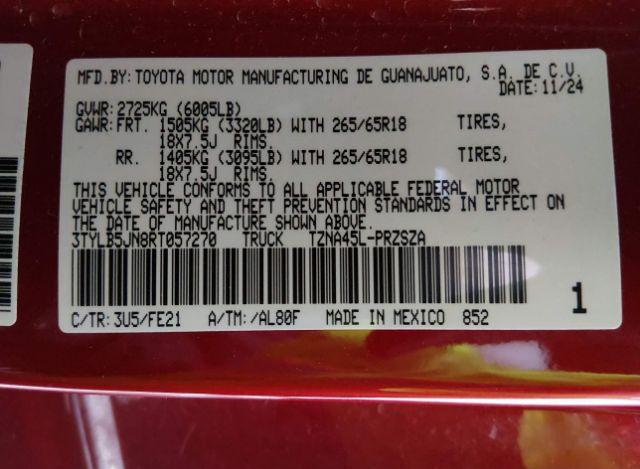 MFD.BY: TOYOTA MOTOR MANUFACTURING DE GUANAJUATO, S.A. DE C.V.
DATE: 11/24
GVWR: 2725KG (6005LB)
GAWR: FRT. 1505KG (3320LB) WITH 265/65R18 TIRES,
18X7.5J RIMS.
RR. 1405KG (3095LB) WITH 265/65R18 TIRES,
18X7.5J RIMS.
THIS VEHICLE CONFORMS TO ALL APPLICABLE FEDERAL MOTOR
VEHICLE SAFETY AND THEFT PREVENTION STANDARDS IN EFFECT ON
THE DATE OF MANUFACTURE SHOWN ABOVE.
3TYLB5JN8RT057270 TRUCK TZNA45L-PRZSZA
1
C/TR: 3U5/FE21 A/TM: /AL80F MADE IN MEXICO 852